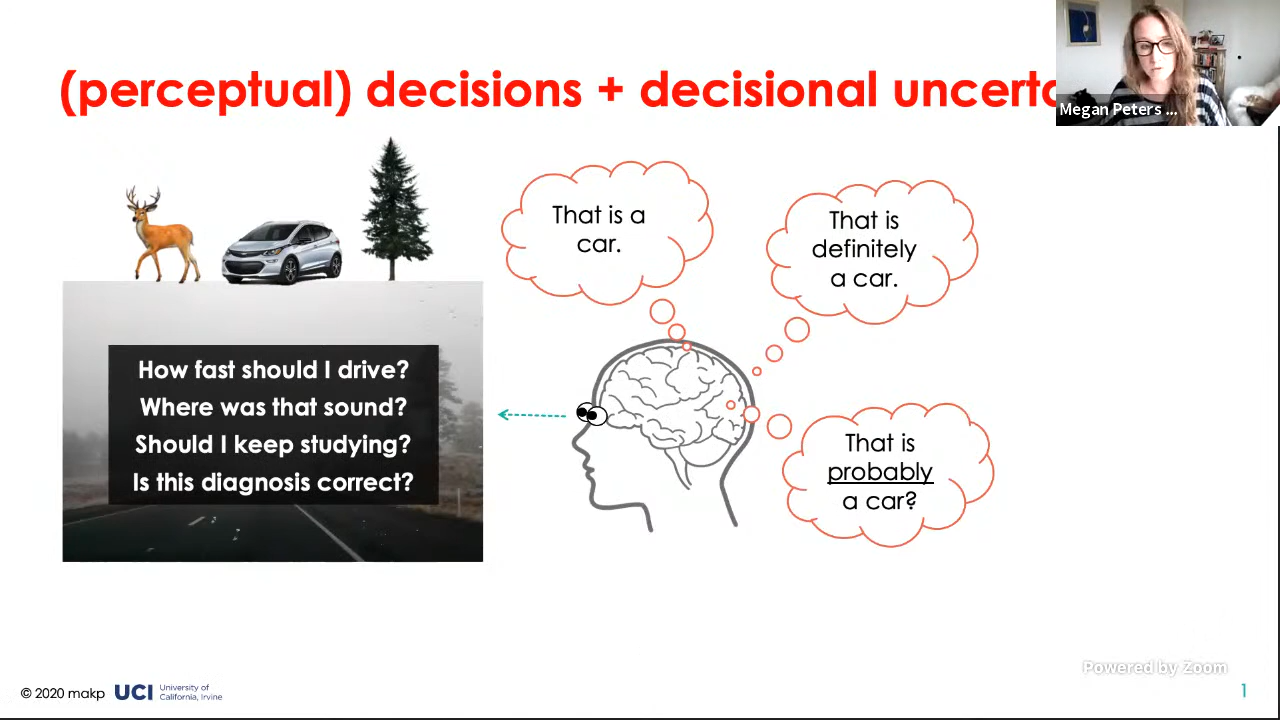 (perceptual) decisions + decisional uncerta
Megan Peters ...
That is a
car.
That is
definitely
a car.
How fast should I drive?
Where was that sound?
Should I keep studying?
Is this diagnosis correct?
That is
probably
a car?
Powered by Zoom
© 2020 makp
UCI
University of
California, Irvine
1